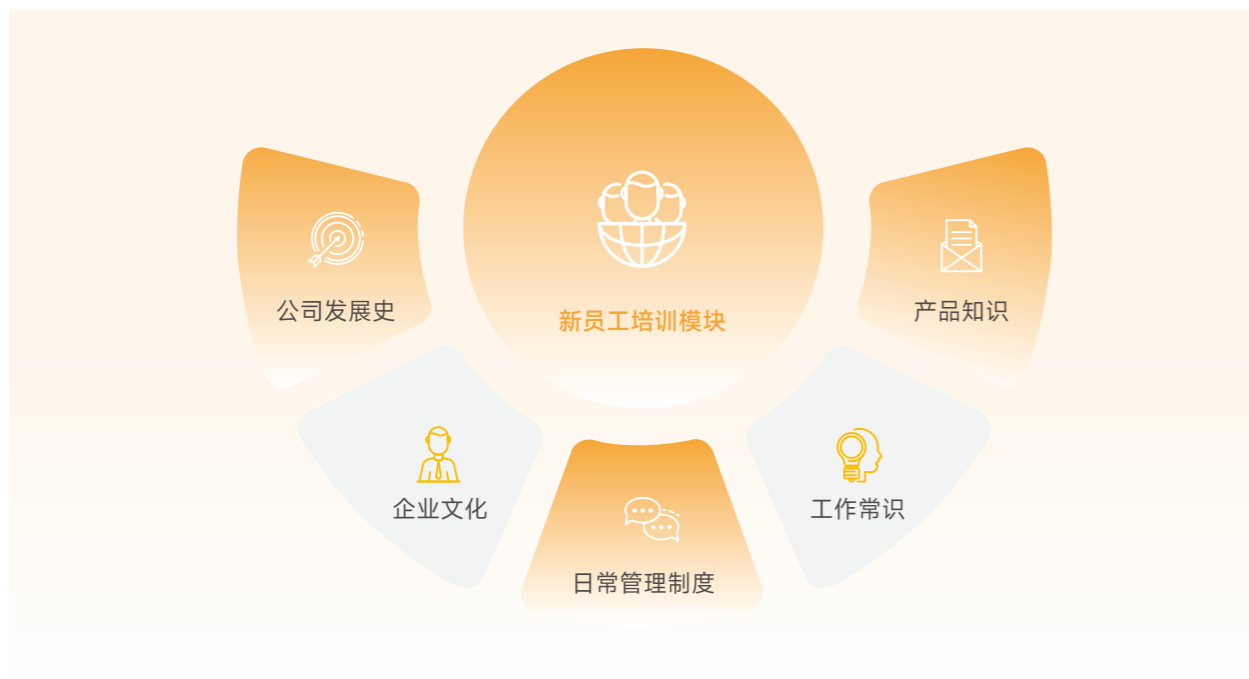 新员工培训模块
公司发展史
企业文化
日常管理制度
工作常识
产品知识